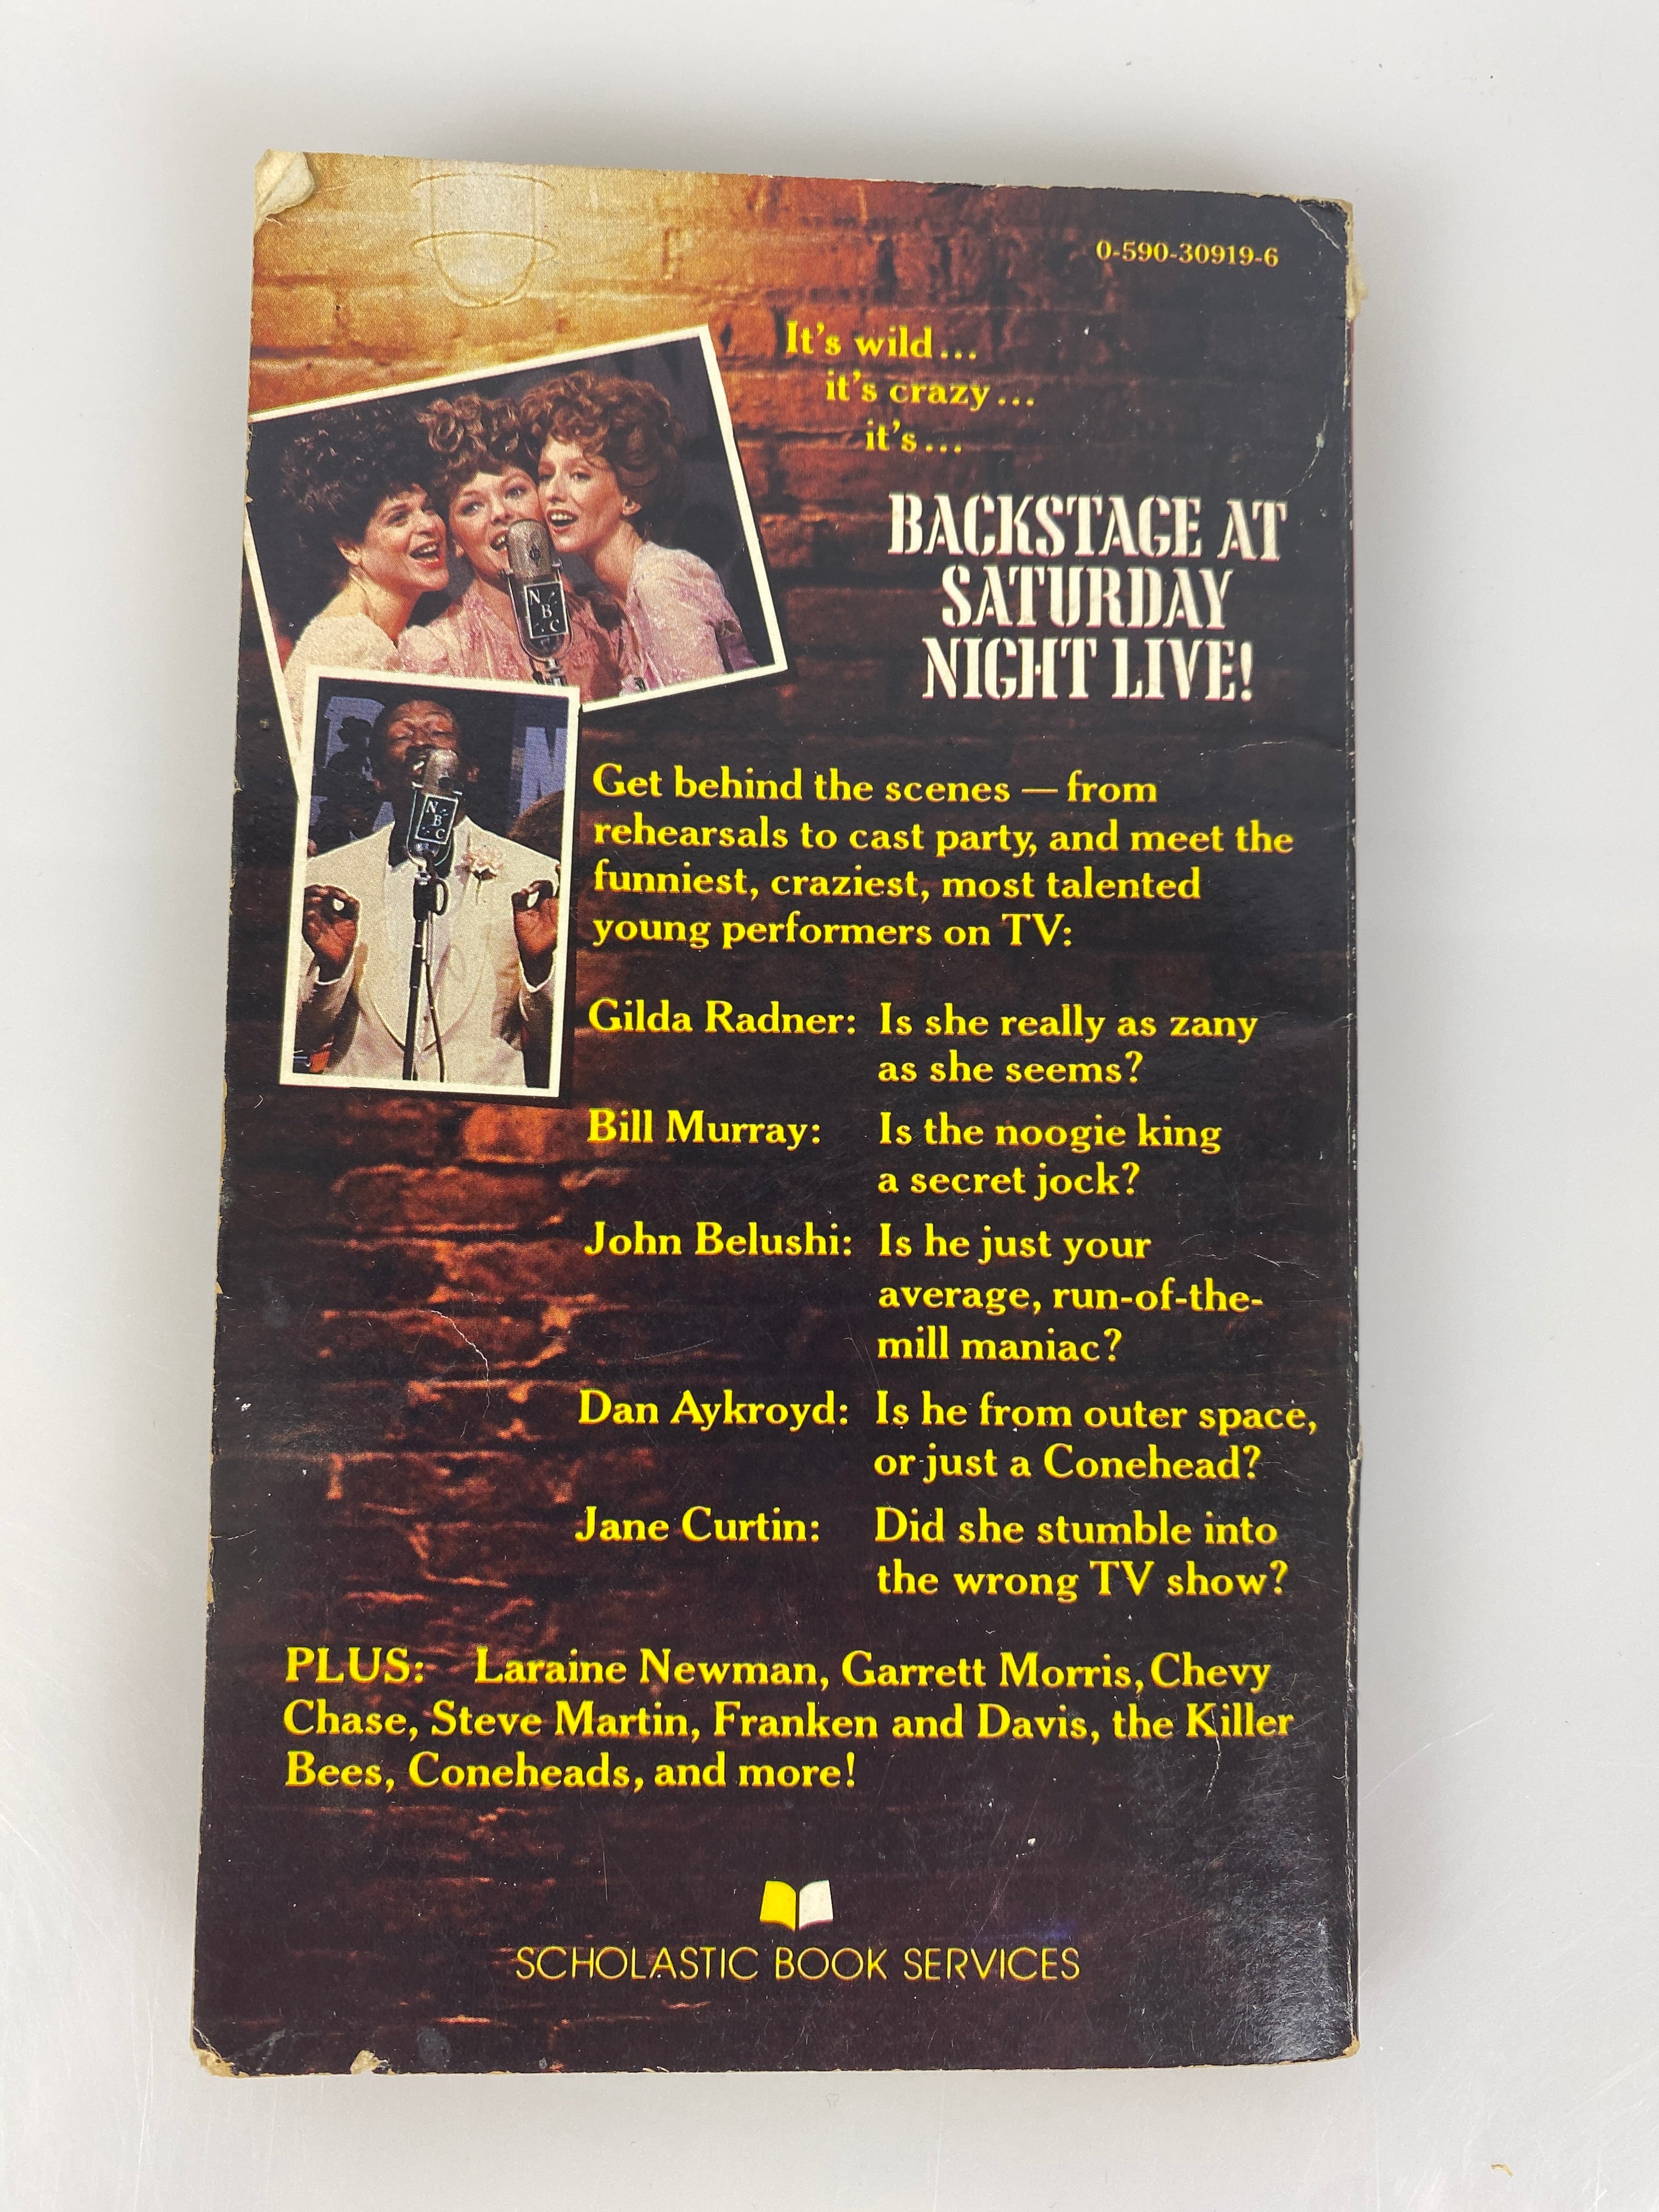 0-590-30919-6
It's wild...
it's crazy...
it's...
BACKSTAGE AT
SATURDAY
NIGHT LIVE!
NBC
NBC
N
Get behind the scenes — from
rehearsals to cast party, and meet the
funniest, craziest, most talented
young performers on TV:
Gilda Radner: Is she really as zany
as she seems?
Bill Murray: Is the noogie king
a secret jock?
John Belushi: Is he just your
average, run-of-the-
mill maniac?
Dan Aykroyd: Is he from outer space,
or just a Conehead?
Jane Curtin: Did she stumble into
the wrong TV show?
PLUS: Laraine Newman, Garrett Morris, Chevy
Chase, Steve Martin, Franken and Davis, the Killer
Bees, Coneheads, and more!
SCHOLASTIC BOOK SERVICES